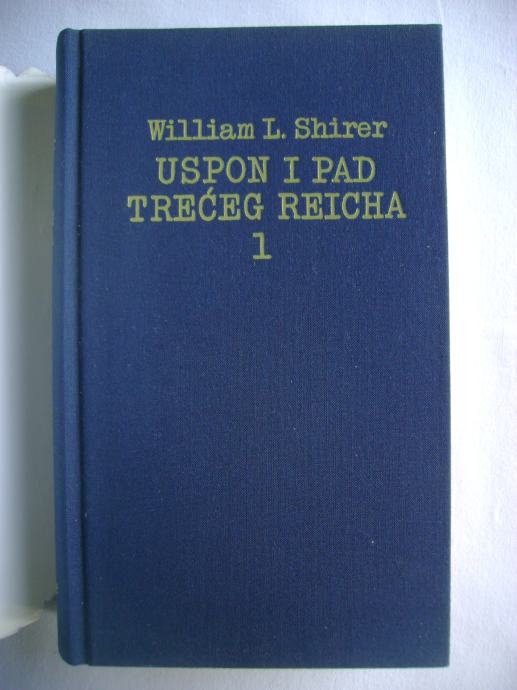 William L. Shirer
USPON I PAD
TREĆEG REICHA
1